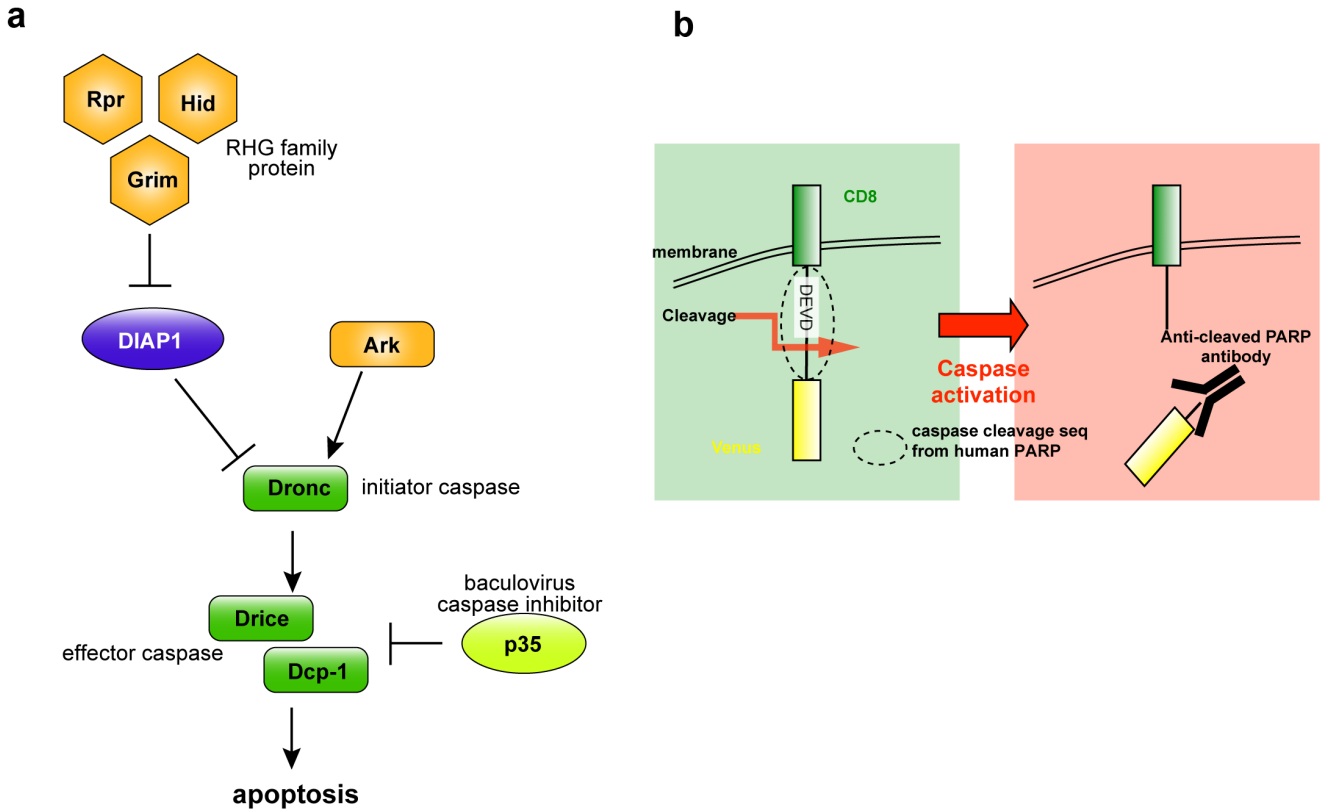 a
Rpr
Hid
Grim
RHG family
protein
DIAP1
Ark
Dronc
initiator caspase
Drice
effector caspase
Dcp-1
baculovirus
caspase inhibitor
p35
apoptosis
b
CD8
membrane
DEVD
Cleavage
Venus
caspase cleavage seq
from human PARP
Caspase
activation
Anti-cleaved PARP
antibody